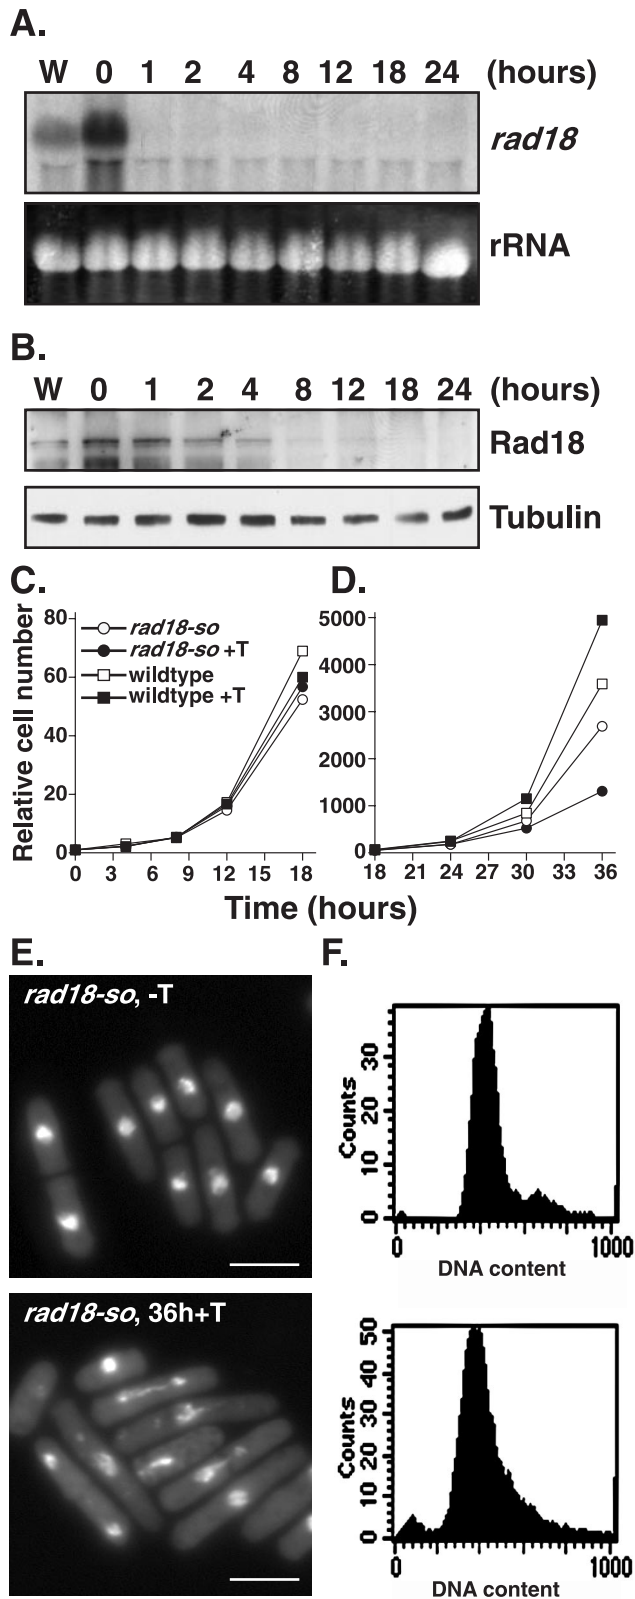 A.
W 0 1 2 4 8 12 18 24 (hours)
rad18
rRNA
B.
W 0 1 2 4 8 12 18 24 (hours)
Rad18
Tubulin
C.
D.
Relative cell number
80
60
40
20
0
rad18-so
rad18-so +T
wildtype
wildtype +T
0 3 6 9 12 15 18
5000
4000
3000
2000
1000
0
18 21 24 27 30 33 36
Time (hours)
E.
F.
rad18-so, -T
Counts
30
20
10
0
0 1000
DNA content
rad18-so, 36h+T
Counts
50
40
30
20
10
0
0 1000
DNA content